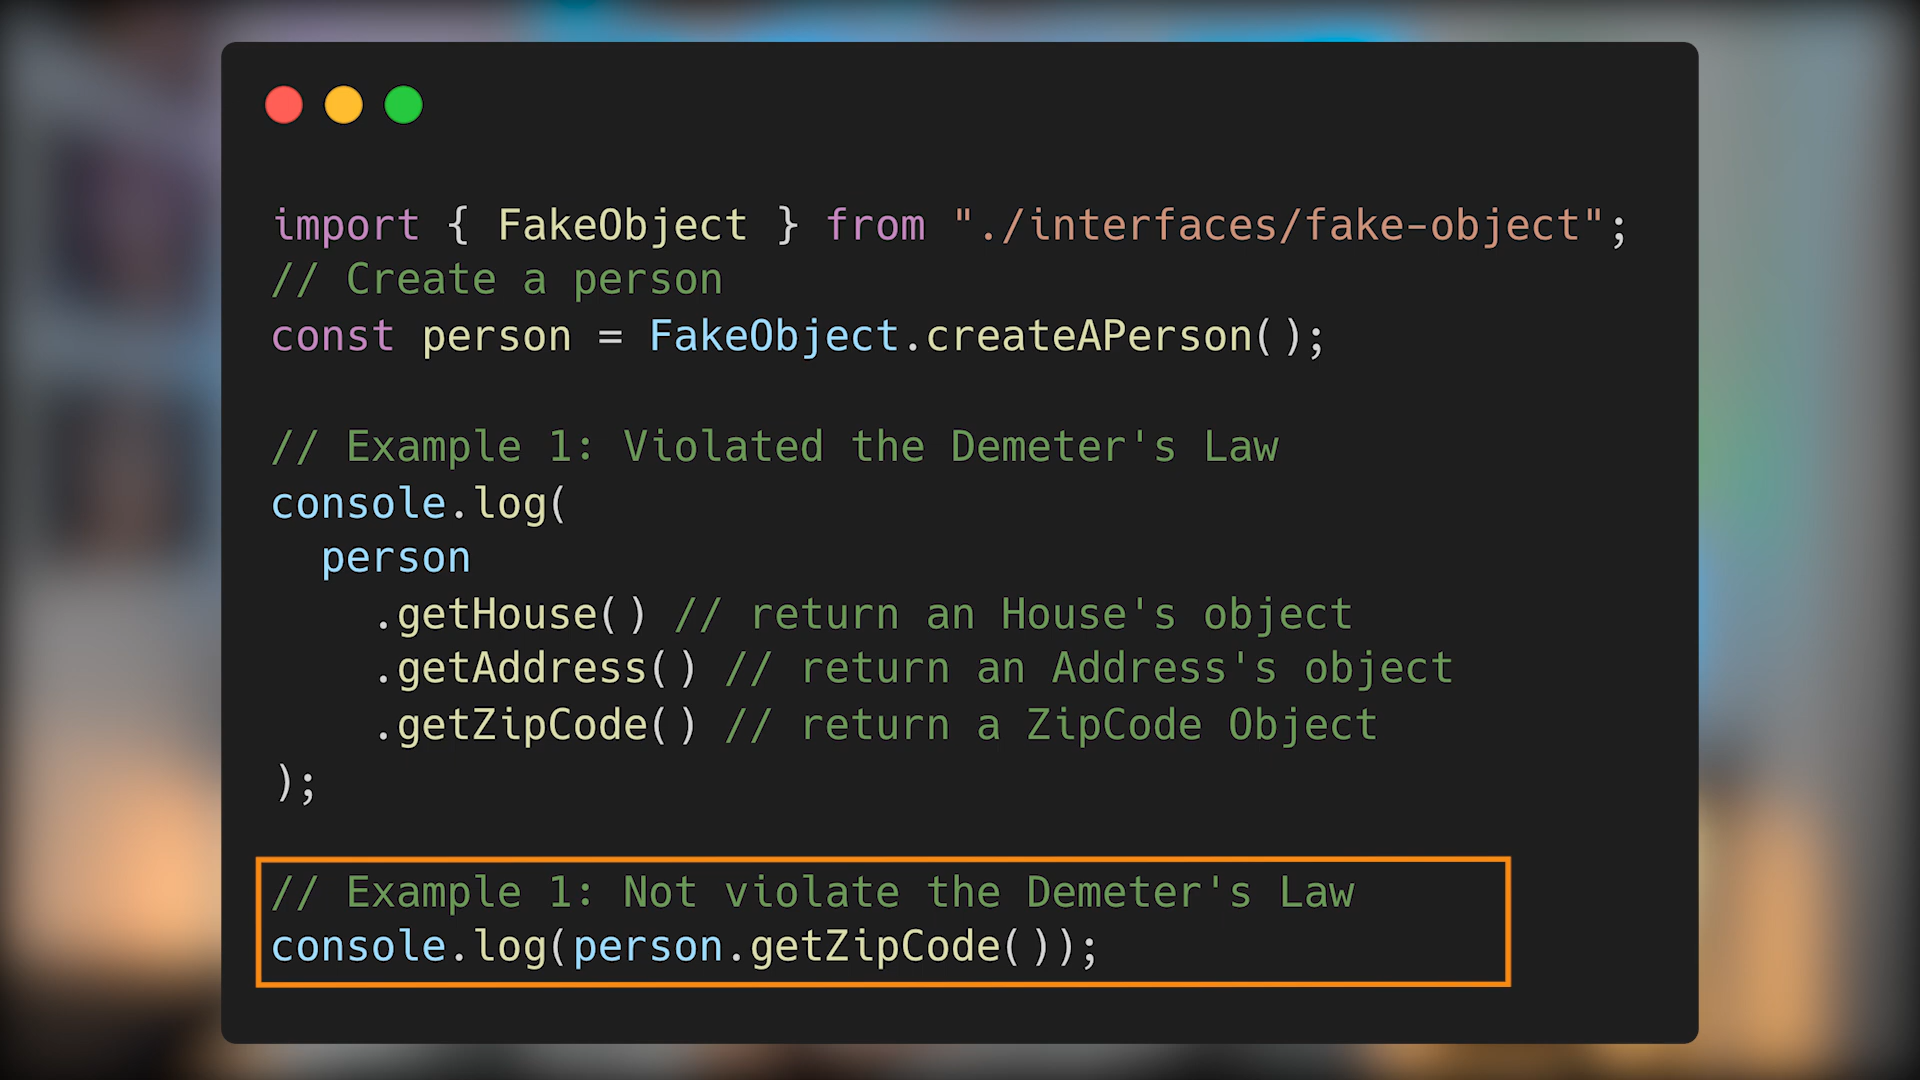 import { FakeObject } from "./interfaces/fake-object";
// Create a person
const person = FakeObject.createAPerson();
// Example 1: Violated the Demeter's Law
console.log(
person
.getHouse() // return an House's object
.getAddress() // return an Address's object
.getZipCode() // return a ZipCode Object
);
// Example 1: Not violate the Demeter's Law
console.log(person.getZipCode());